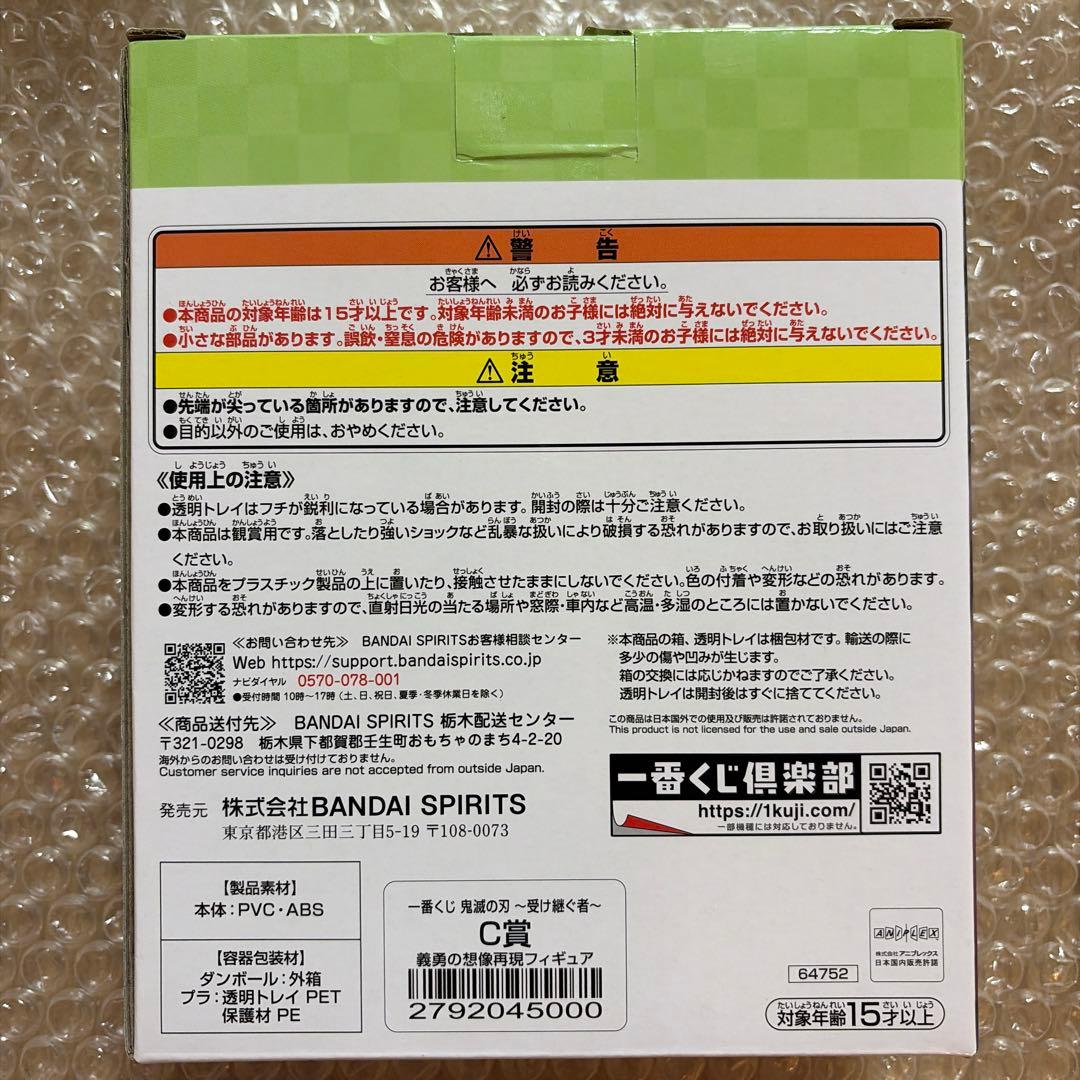 ⚠警告
お客様へ 必ずお読みください。
●本商品の対象年齢は15才以上です。対象年齢未満のお子様には絶対に与えないでください。
●小さな部品があります。誤飲・窒息の危険がありますので、3才未満のお子様には絶対に与えないでください。
⚠注意
●先端が尖っている箇所がありますので、注意してください。
●目的以外のご使用は、おやめください。
《使用上の注意》
●透明トレイはフチが鋭利になっている場合があります。開封の際は十分ご注意ください。
●本商品は観賞用です。落としたり強いショックなど乱暴な扱いにより破損する恐れがありますので、お取り扱いにはご注意
ください。
●本商品をプラスチック製品の上に置いたり、接触させたままにしないでください。色の付着や変形などの恐れがあります。
●変形する恐れがありますので、直射日光の当たる場所や窓際・車内など高温・多湿のところには置かないでください。
≪お問い合わせ先≫ BANDAI SPIRITSお客様相談センター
Web https://support.bandaispirits.co.jp
ナビダイヤル 0570-078-001
●受付時間 10時~17時(土、日、祝日、夏季・冬季休業日を除く)
≪商品送付先≫ BANDAI SPIRITS 栃木配送センター
〒321-0298 栃木県下都賀郡壬生町おもちゃのまち4-2-20
海外からのお問い合わせは受け付けておりません。
Customer service inquiries are not accepted from outside Japan.
※本商品の箱、透明トレイは梱包材です。輸送の際に
多少の傷や凹みが生じます。
箱の交換には応じかねますのでご了承ください。
透明トレイは開封後はすぐに捨ててください。
この商品は日本国外での使用及び販売は許諾されておりません。
This product is not licensed for the use and sale outside Japan.
一番くじ倶楽部
https://1kuji.com/
一部機種には対応しておりません。
発売元 株式会社BANDAI SPIRITS
東京都港区三田三丁目5-19 〒108-0073
【製品素材】
本体:PVC・ABS
【容器包装材】
ダンボール:外箱
プラ:透明トレイ PET
保護材 PE
一番くじ 鬼滅の刃 ~受け継ぐ者~
C賞
義勇の想像再現フィギュア
2792045000
64752
ANIPLEX
株式会社アニプレックス
日本国内販売許諾
対象年齢15才以上